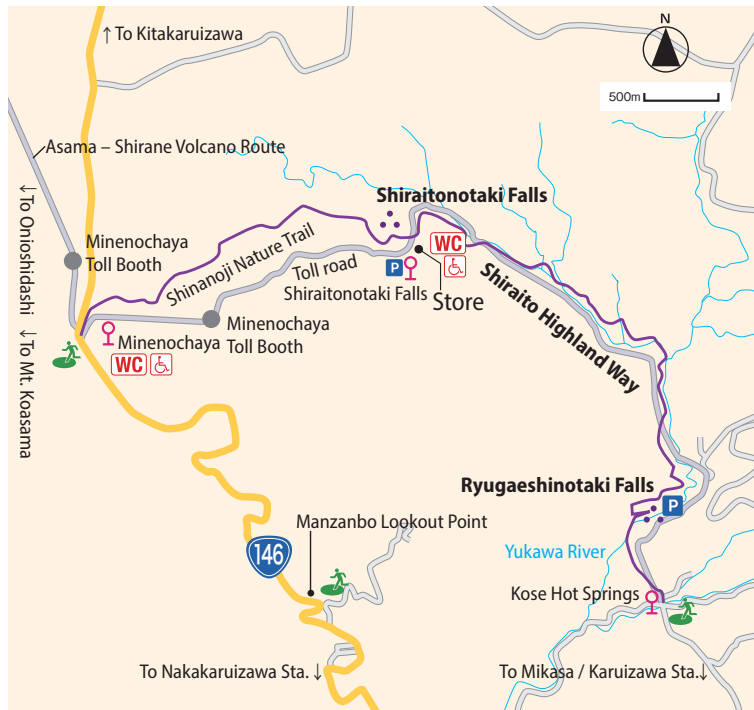 ↑To Kitakaruizawa
N
500m
Asama – Shirane Volcano Route
↓To Onioshidashi
↓To Mt. Koasama
Minenochaya
Toll Booth
Shinanoji Nature Trail
Toll road
Shiraitonotaki Falls
WC
P
Shiraitonotaki Falls
Store
Shiraito Highland Way
Minenochaya
Toll Booth
Minenochaya
WC
Ryugaeshinotaki Falls
P
Manzanbo Lookout Point
146
Yukawa River
Kose Hot Springs
To Nakakaruizawa Sta.↓
To Mikasa / Karuizawa Sta.↓